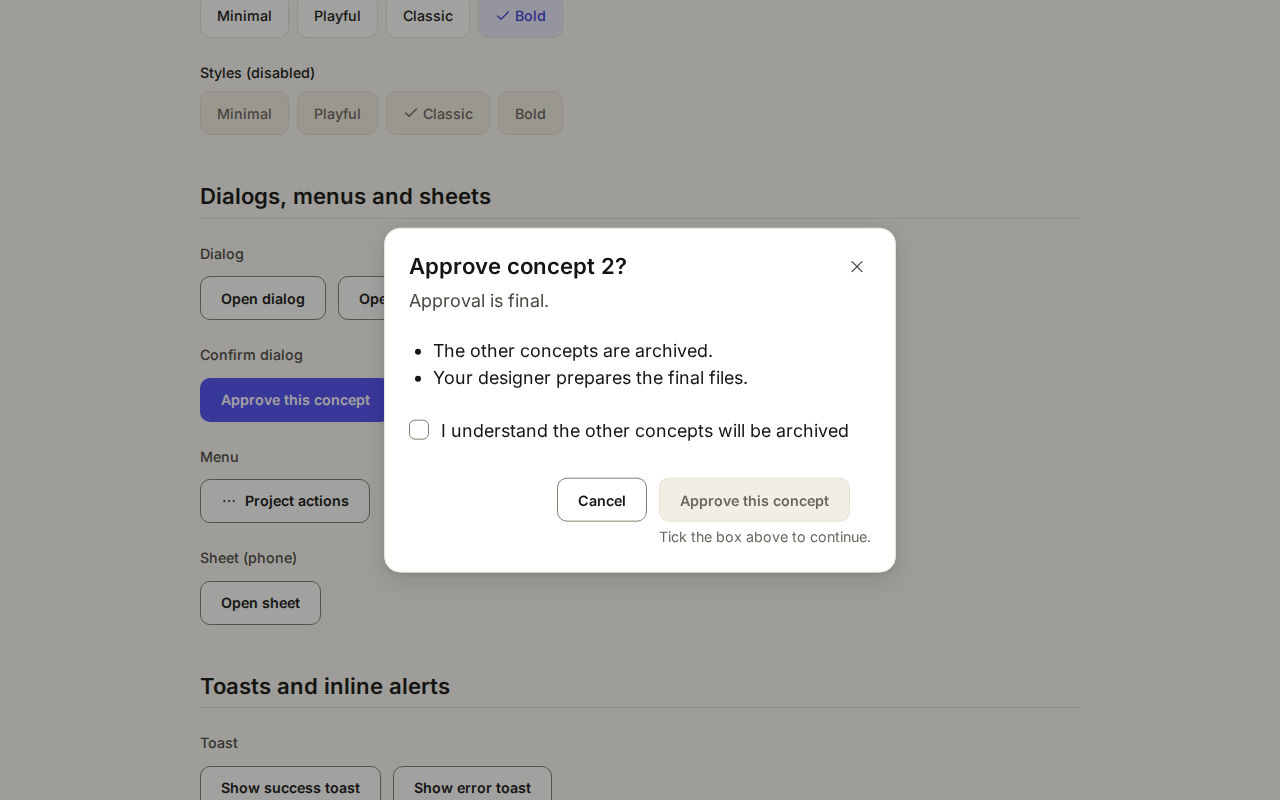 Minimal Playful Classic Bold
Styles (disabled)
Minimal Playful Classic Bold
Dialogs, menus and sheets
Dialog
Open dialog Ope
Confirm dialog
Approve this concept
Menu
Project actions
Sheet (phone)
Open sheet
Approve concept 2?
Approval is final.
The other concepts are archived.
Your designer prepares the final files.
I understand the other concepts will be archived
Cancel Approve this concept
Tick the box above to continue.
Toasts and inline alerts
Toast
Show success toast Show error toast